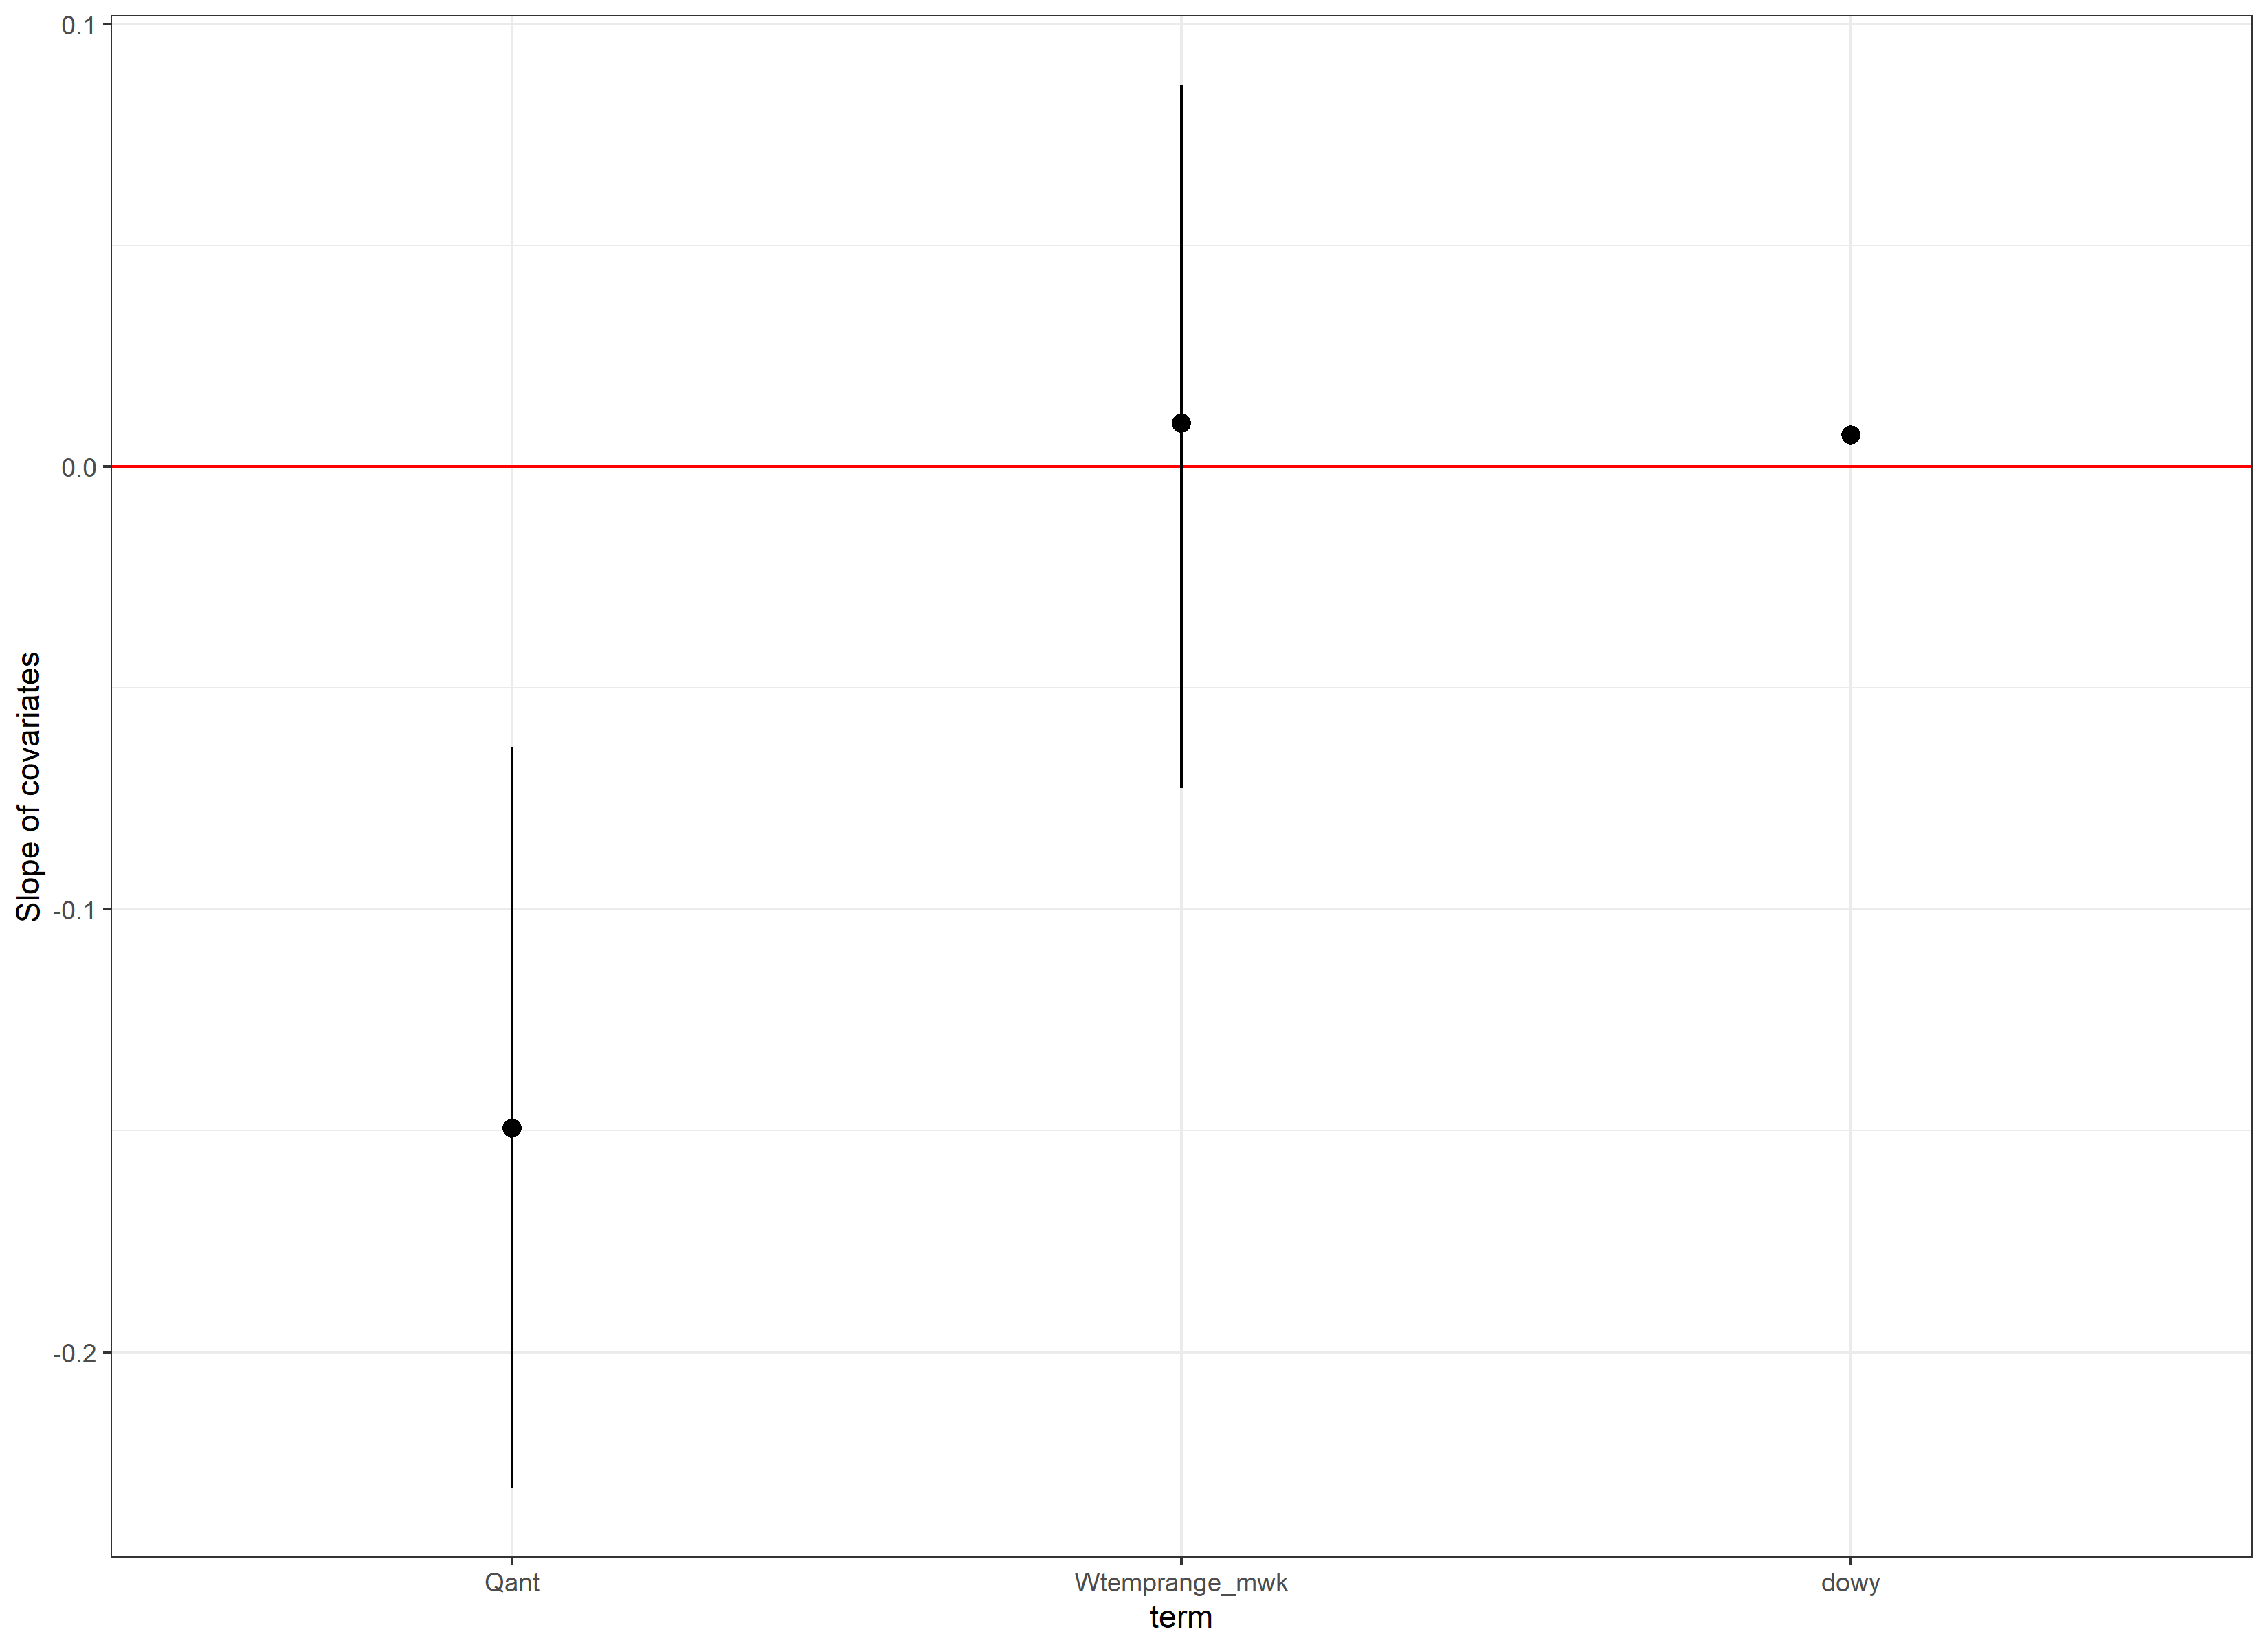 Slope of covariates
0.1
0.0
-0.1
-0.2
Qant
Wtemprange_mwk
dowy
term